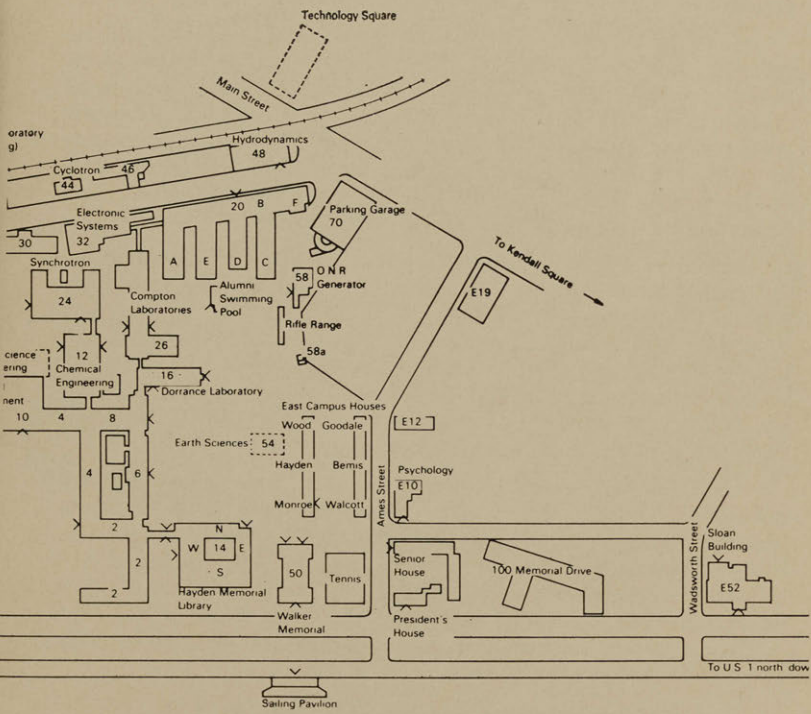 Technology Square
Main Street
oratory
g)
Hydrodynamics
48
Cyclotron
46
44
20 B F
Parking Garage
70
Electronic
Systems
30
32
To Kendall Square
A E D C
Synchrotron
O N R
Generator
58
E19
24
Alumni
Swimming
Pool
Compton
Laboratories
Rifle Range
58a
26
12
cience
ering
Chemical
Engineering
16
Dorrance Laboratory
ment
10 4 8
East Campus Houses
Wood Goodale
E12
Earth Sciences
54
4
6
Hayden Bemis
Psychology
E10
Monroe Walcott
Ames Street
2
N
W 14 E
S
2
2
Hayden Memorial
Library
50
Tennis
Senior
House
100 Memorial Drive
Wadsworth Street
Sloan
Building
E52
Walker
Memorial
President's
House
To U S 1 north dow
Sailing Pavilion